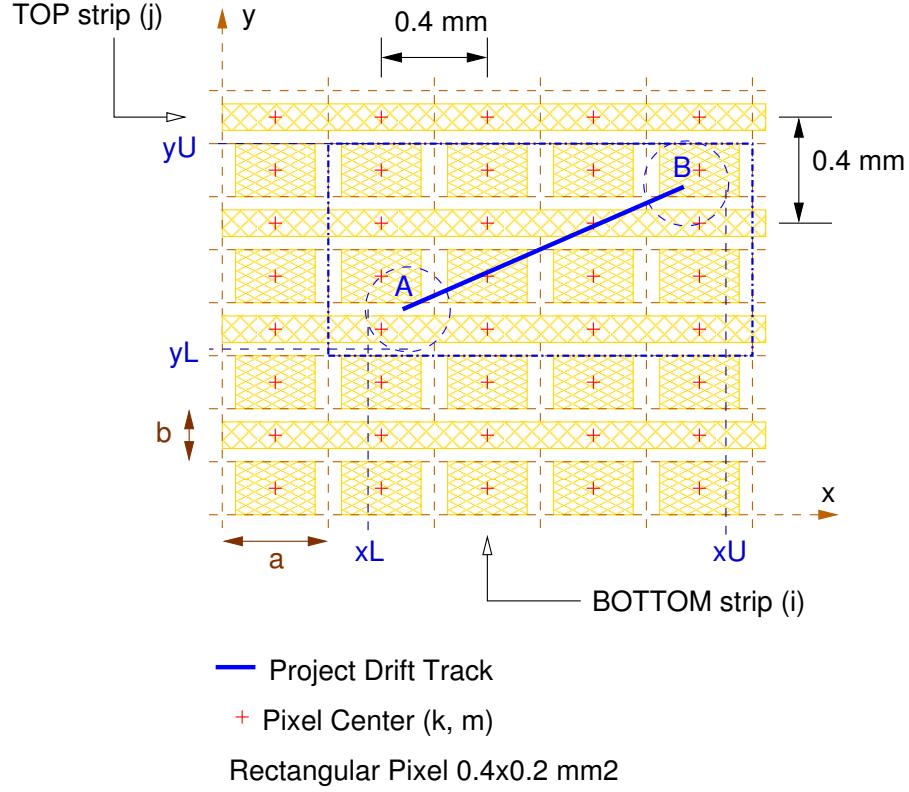 TOP strip (j)
y
0.4 mm
yU
B
0.4 mm
A
yL
b
x
a
xL
xU
BOTTOM strip (i)
Project Drift Track
Pixel Center (k, m)
Rectangular Pixel 0.4x0.2 mm2